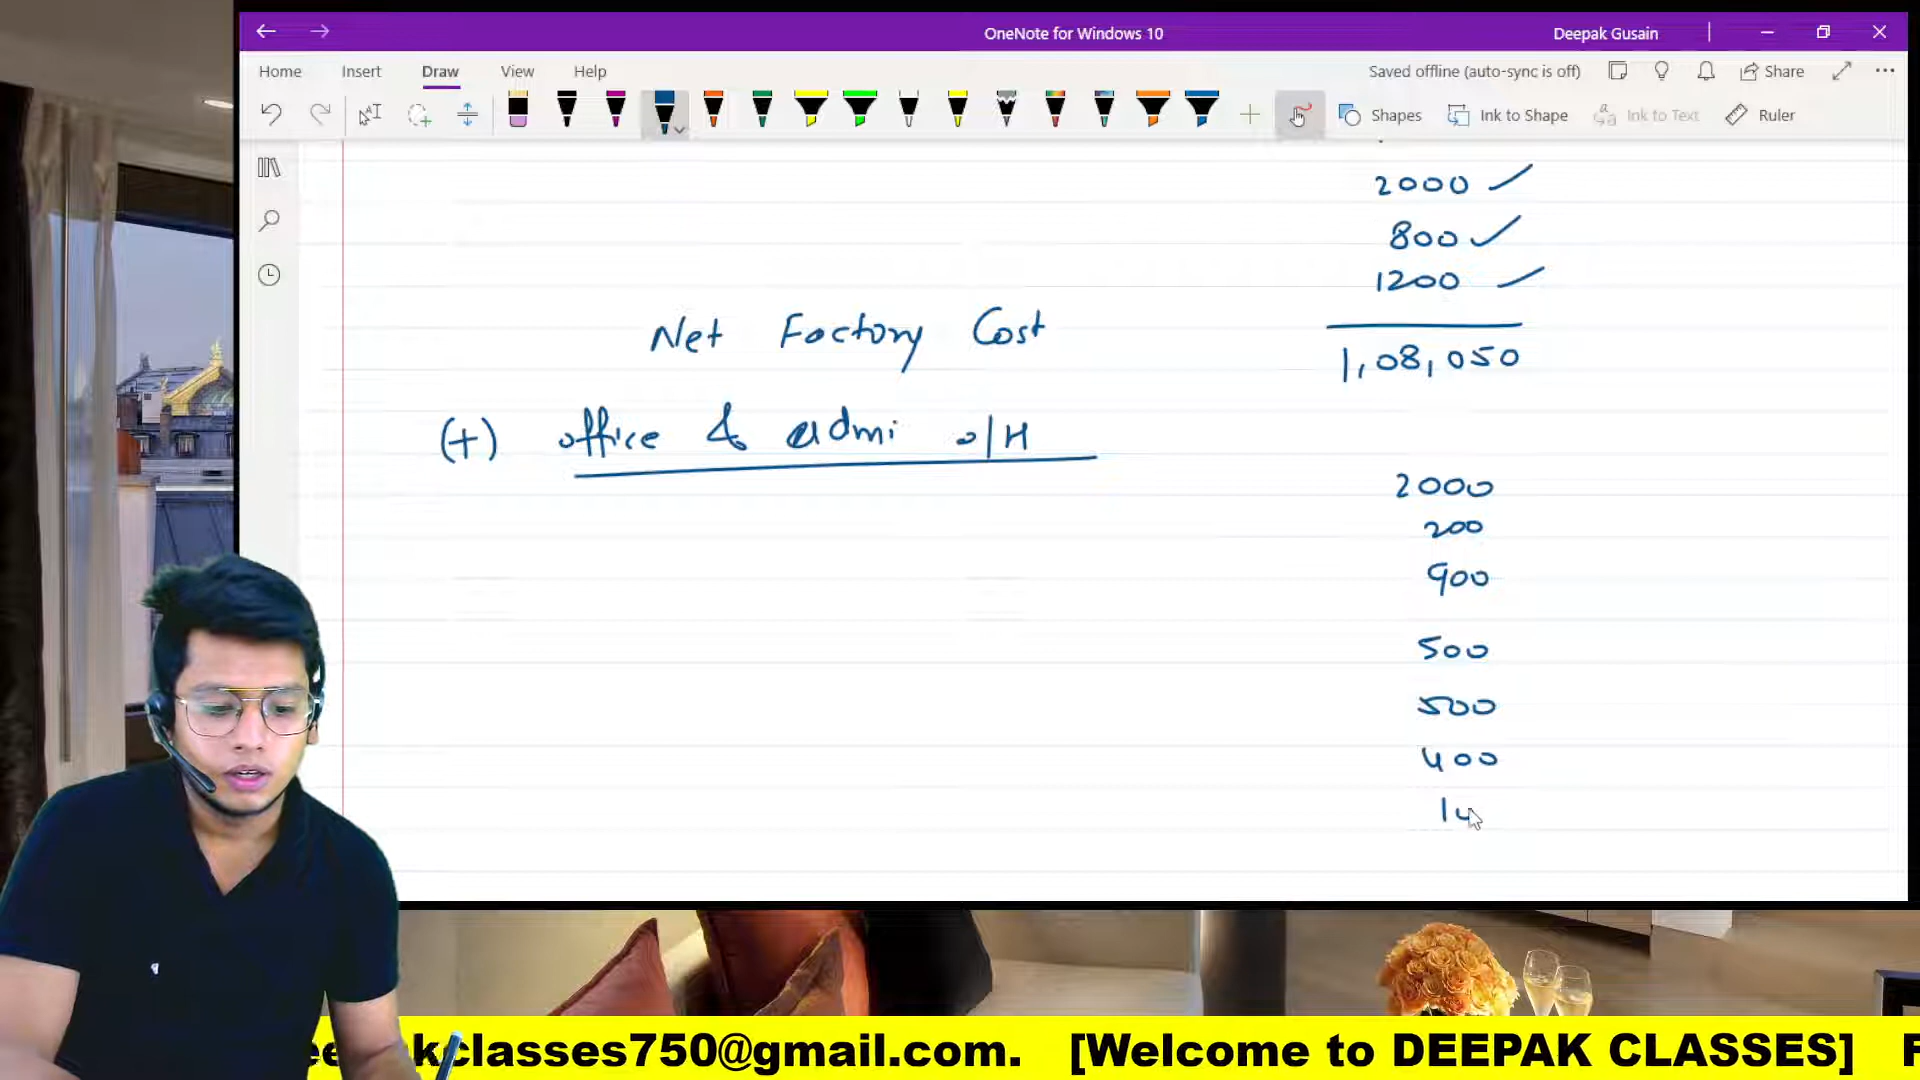 OneNote for Windows 10
Deepak Gusain
Home Insert Draw View Help
Saved offline (auto-sync is off)
Share
Shapes
Ink to Shape
Ink to Text
Ruler
2000 ✓
800 ✓
1200 ✓
Net Factory Cost 1,08,050
(+) office & admi o/H
2000
200
900
500
500
400
classes750@gmail.com. [Welcome to DEEPAK CLASSES]